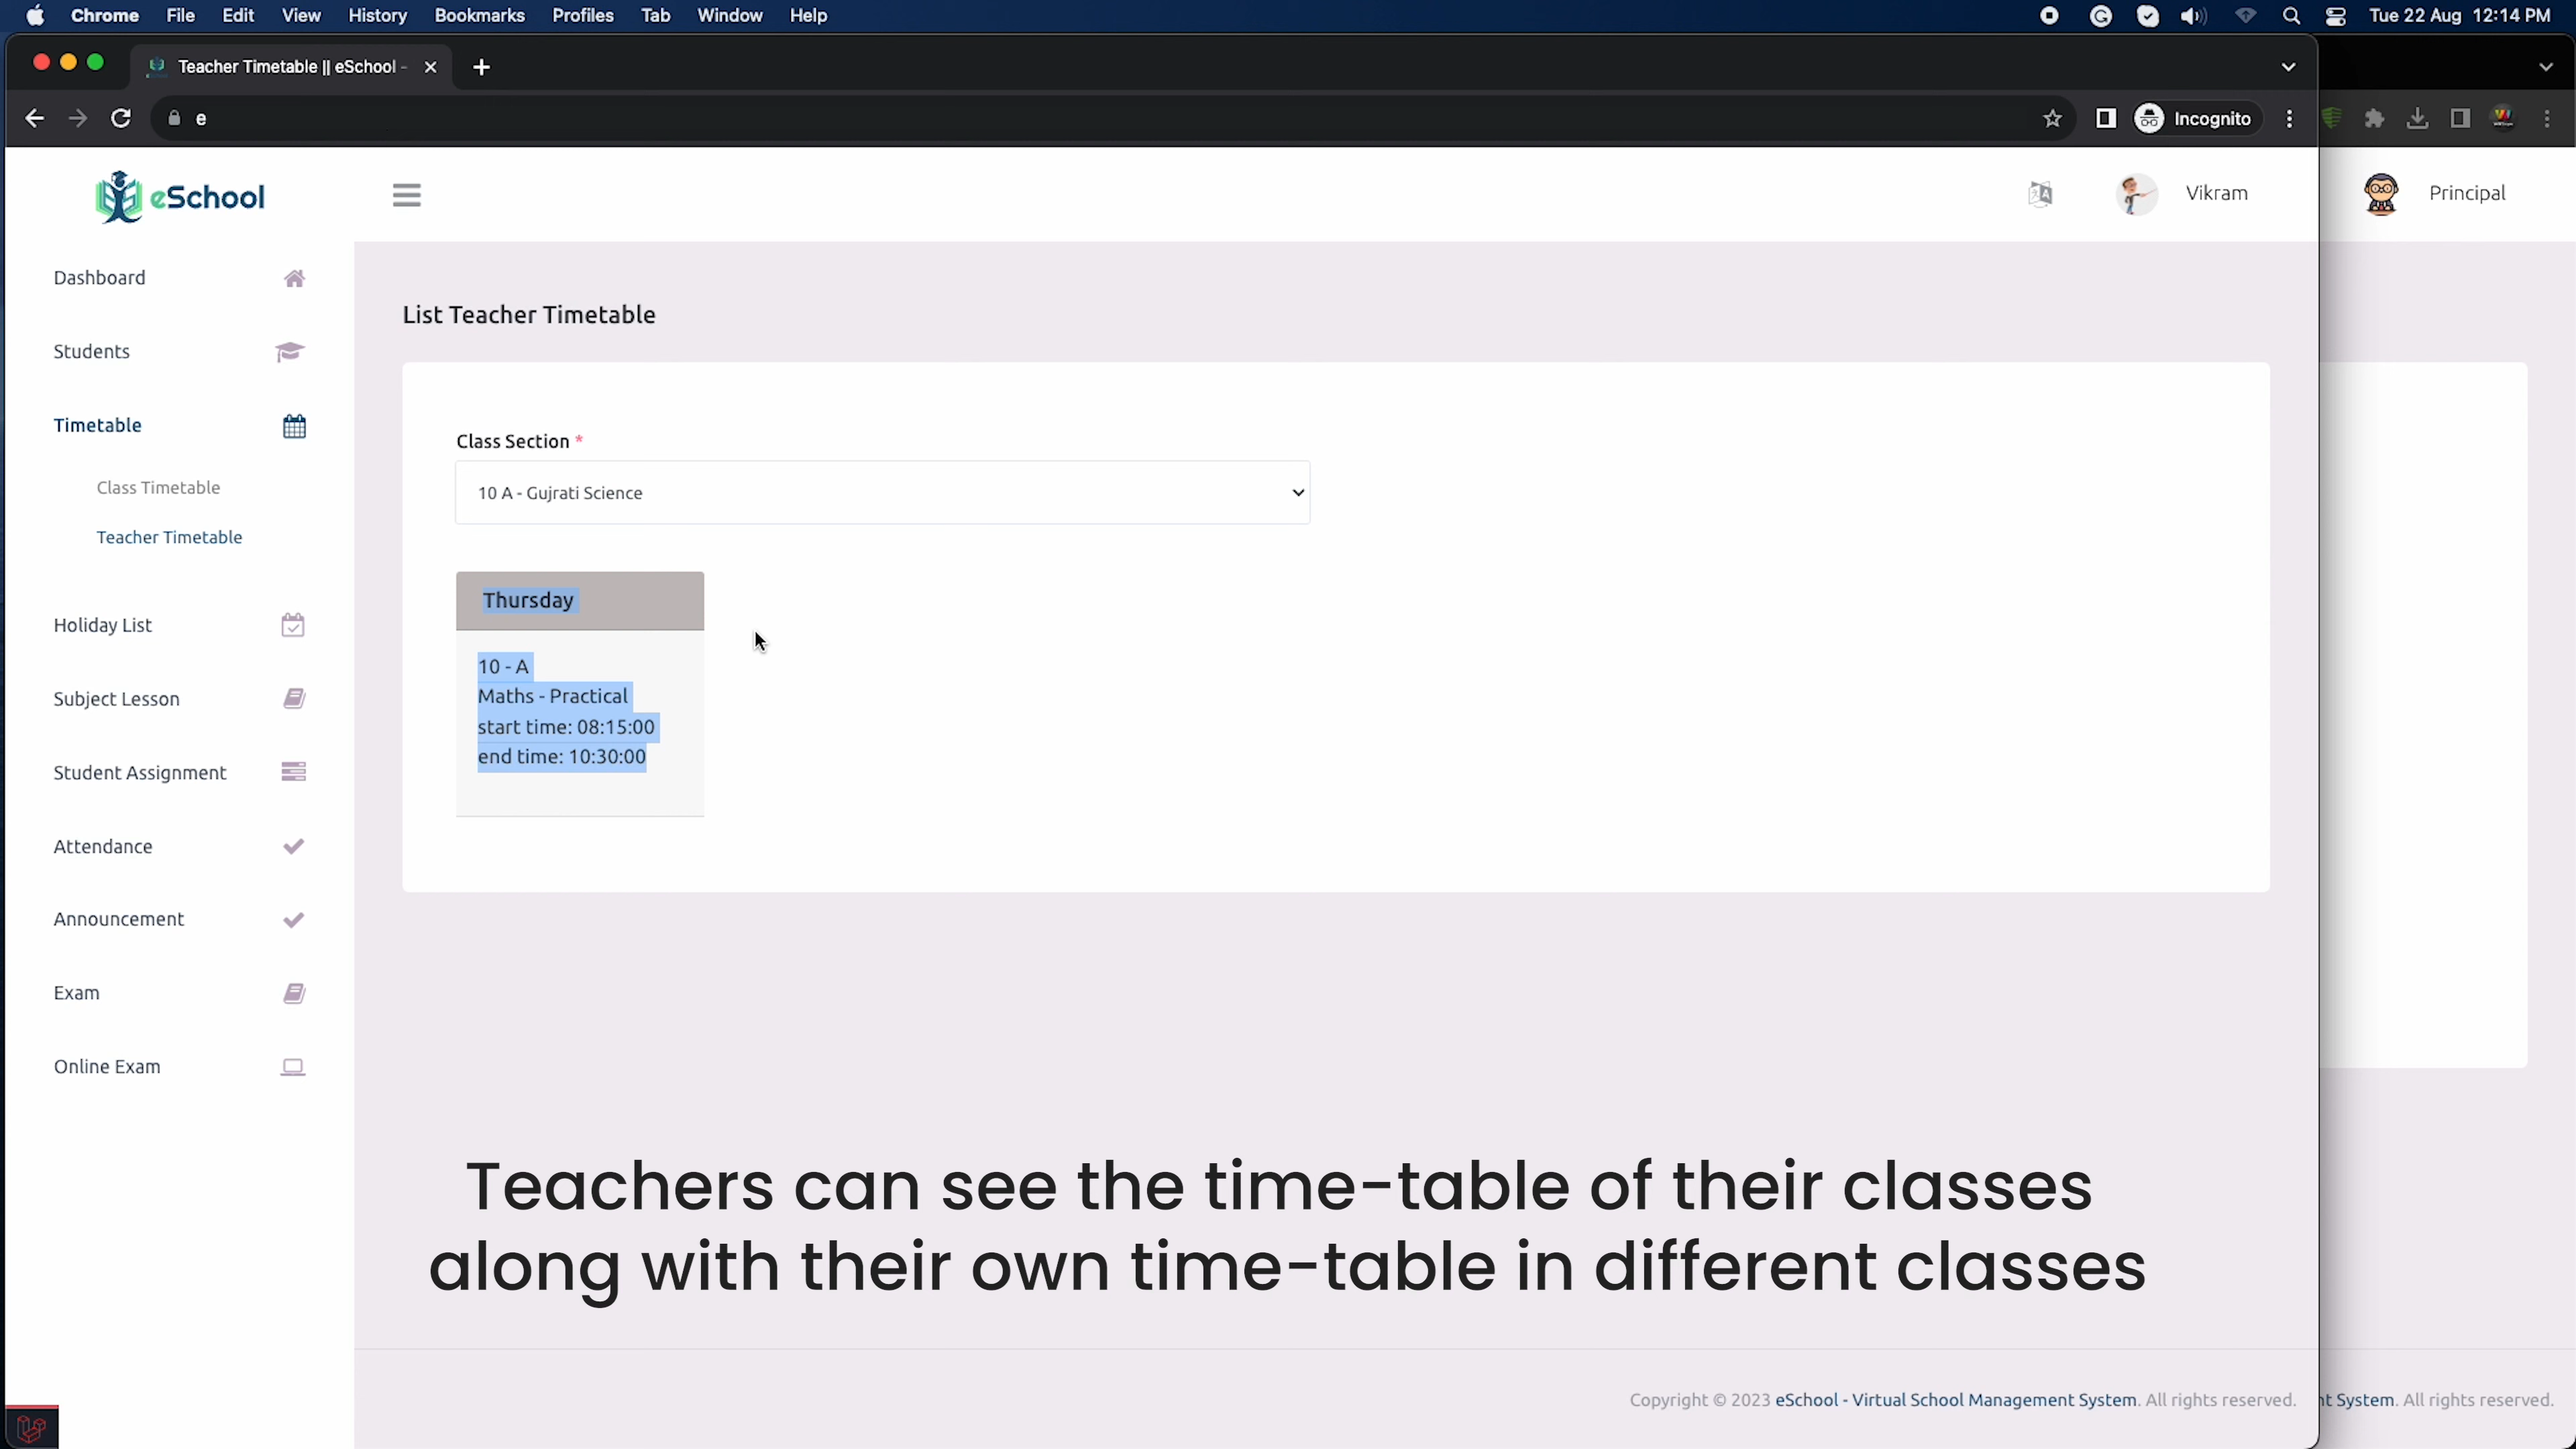 Chrome File Edit View History Bookmarks Profiles Tab Window Help Tue 22 Aug 12:14 PM
Teacher Timetable || eSchool -
e Incognito
eSchool Vikram Principal
Dashboard
Students
Timetable
Class Timetable
Teacher Timetable
Holiday List
Subject Lesson
Student Assignment
Attendance
Announcement
Exam
Online Exam
List Teacher Timetable
Class Section *
10 A - Gujrati Science
Thursday
10 - A
Maths - Practical
start time: 08:15:00
end time: 10:30:00
Teachers can see the time-table of their classes
along with their own time-table in different classes
Copyright © 2023 eSchool - Virtual School Management System. All rights reserved.
nt System. All rights reserved.